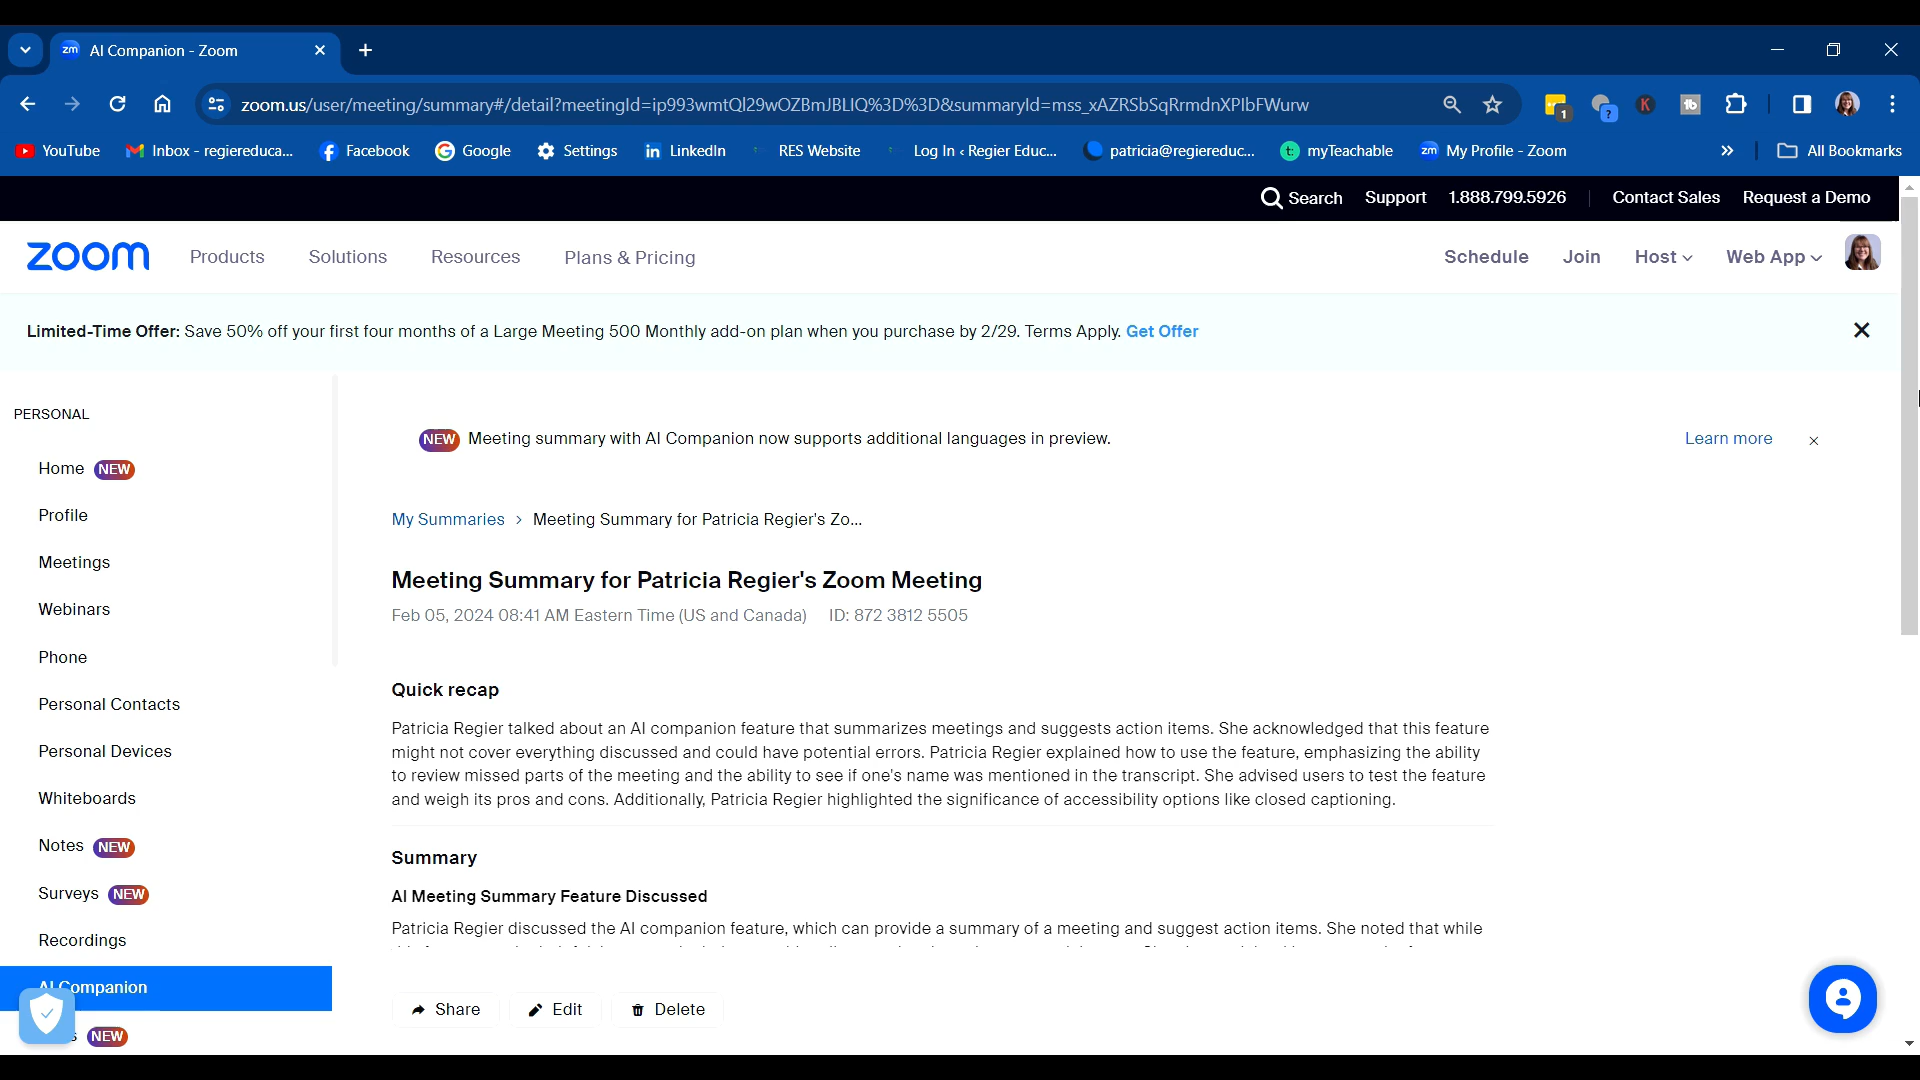 zm AI Companion - Zoom
zoom.us/user/meeting/summary#/detail?meetingId=ip993wmtQl29wOZBmJBLIQ%3D%3D&summaryId=mss_xAZRSbSqRrmdnXPIbFWurw
1 ? K tb
YouTube Inbox - regiereduca... Facebook Google Settings LinkedIn RES Website Log In ‹ Regier Educ... patricia@regiereduc... t myTeachable zm My Profile - Zoom » All Bookmarks
Search Support 1.888.799.5926 Contact Sales Request a Demo
zoom Products Solutions Resources Plans & Pricing Schedule Join Host Web App
Limited-Time Offer: Save 50% off your first four months of a Large Meeting 500 Monthly add-on plan when you purchase by 2/29. Terms Apply. Get Offer
PERSONAL
Home NEW
Profile
Meetings
Webinars
Phone
Personal Contacts
Personal Devices
Whiteboards
Notes NEW
Surveys NEW
Recordings
AI Companion
s NEW
NEW Meeting summary with AI Companion now supports additional languages in preview. Learn more
My Summaries > Meeting Summary for Patricia Regier's Zo...
Meeting Summary for Patricia Regier's Zoom Meeting
Feb 05, 2024 08:41 AM Eastern Time (US and Canada) ID: 872 3812 5505
Quick recap
Patricia Regier talked about an AI companion feature that summarizes meetings and suggests action items. She acknowledged that this feature
might not cover everything discussed and could have potential errors. Patricia Regier explained how to use the feature, emphasizing the ability
to review missed parts of the meeting and the ability to see if one's name was mentioned in the transcript. She advised users to test the feature
and weigh its pros and cons. Additionally, Patricia Regier highlighted the significance of accessibility options like closed captioning.
Summary
AI Meeting Summary Feature Discussed
Patricia Regier discussed the AI companion feature, which can provide a summary of a meeting and suggest action items. She noted that while
Share Edit Delete